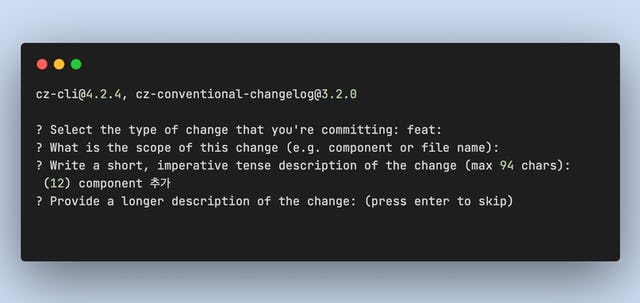 cz-cli@4.2.4, cz-conventional-changelog@3.2.0
? Select the type of change that you're committing: feat:
? What is the scope of this change (e.g. component or file name):
? Write a short, imperative tense description of the change (max 94 chars):
(12) component 추가
? Provide a longer description of the change: (press enter to skip)